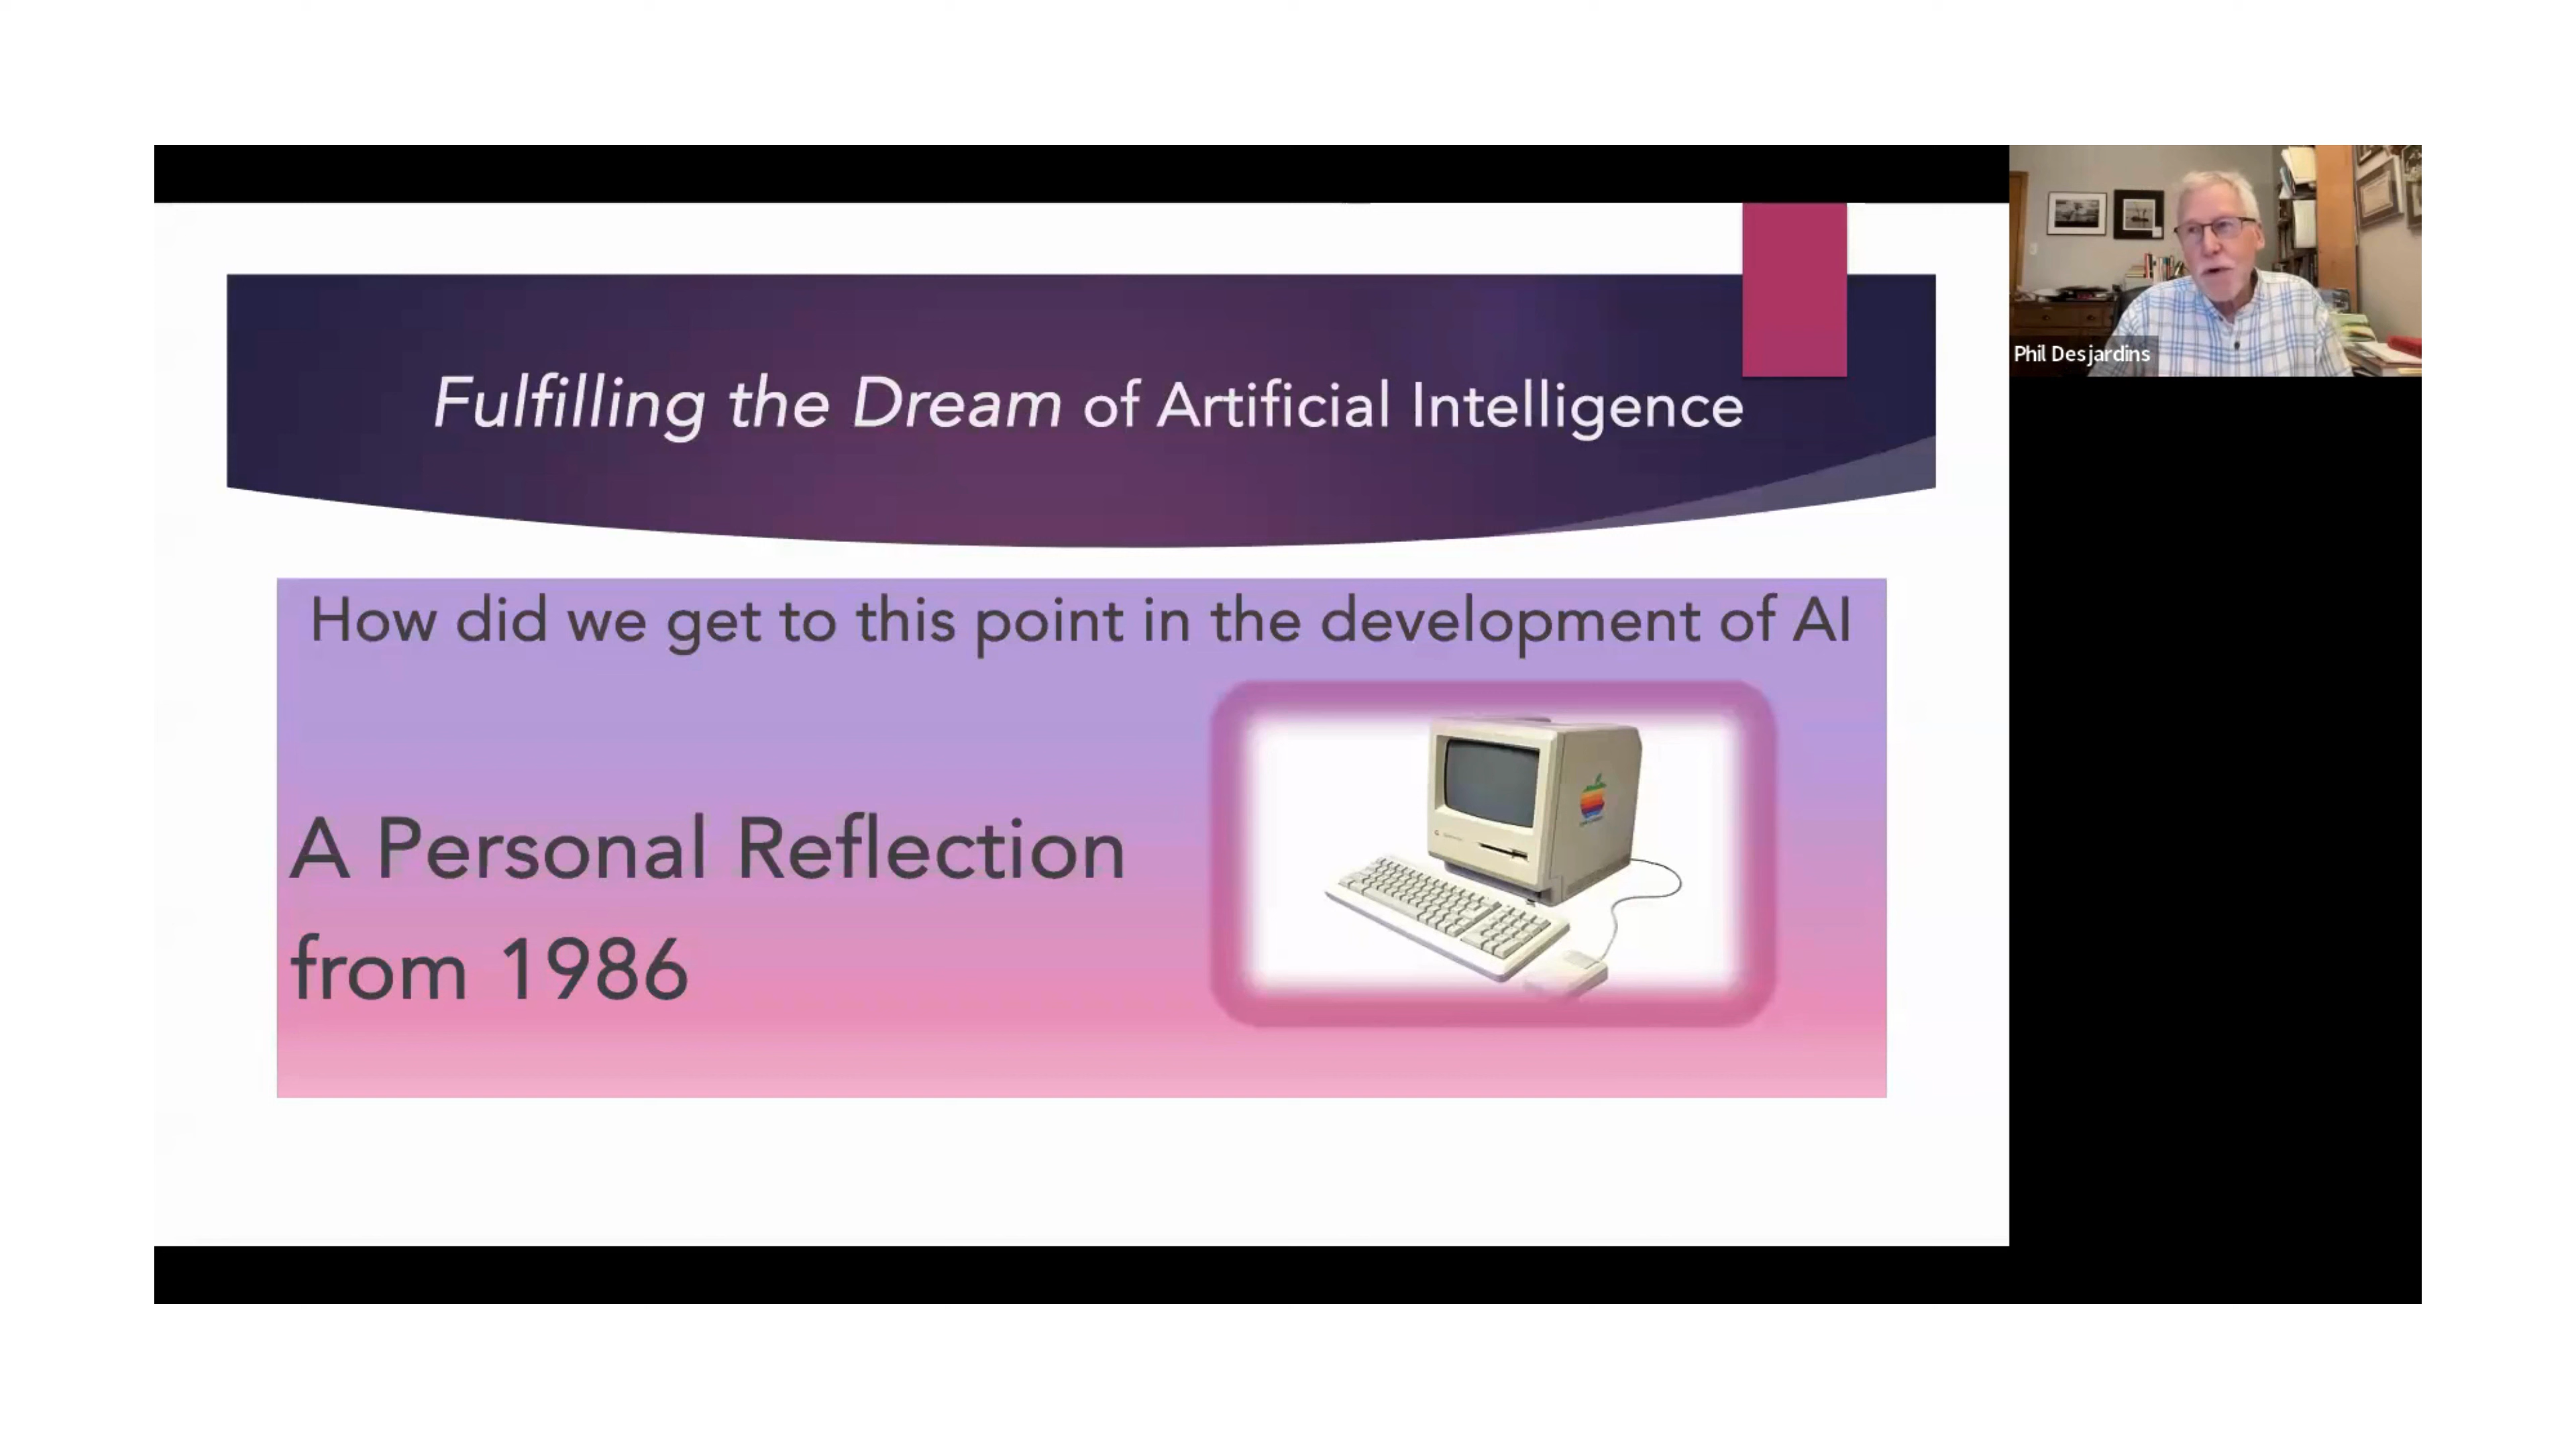 Fulfilling the Dream of Artificial Intelligence
How did we get to this point in the development of AI
A Personal Reflection
from 1986
Phil Desjardins